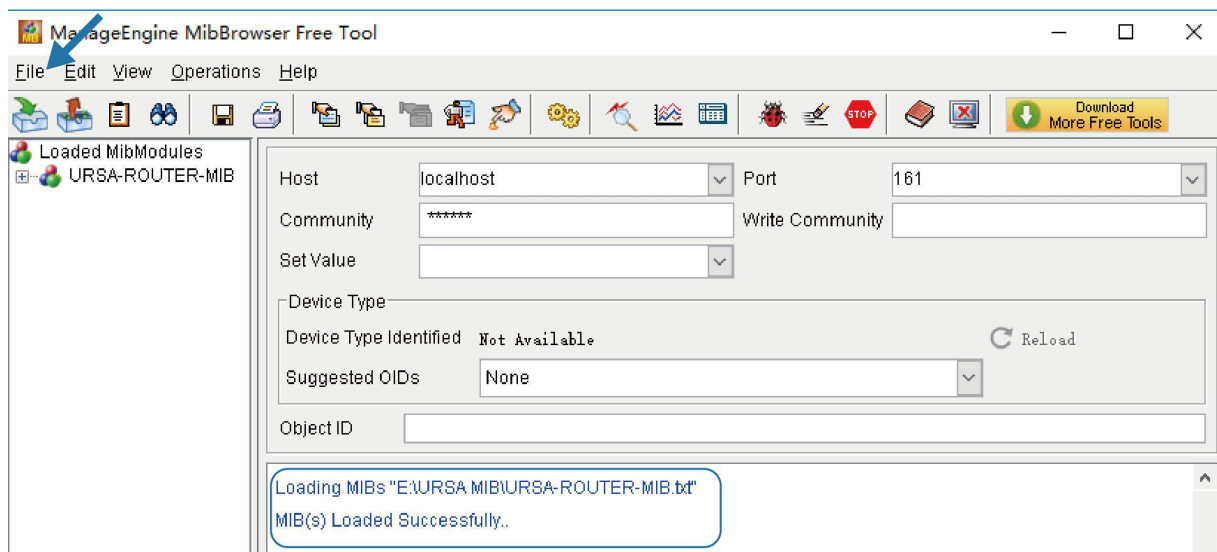 ManageEngine MibBrowser Free Tool
File Edit View Operations Help
STOP
Download
More Free Tools
Loaded MibModules
URSA-ROUTER-MIB
Host localhost Port 161
Community ****** Write Community
Set Value
Device Type
Device Type Identified Not Available Reload
Suggested OIDs None
Object ID
Loading MIBs "E:\URSA MIB\URSA-ROUTER-MIB.txt"
MIB(s) Loaded Successfully..